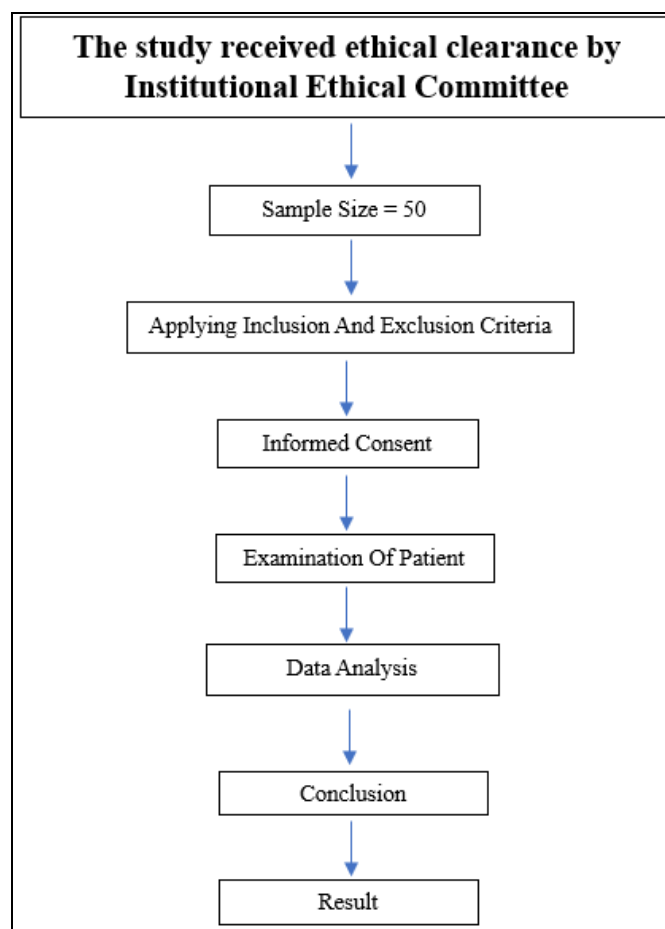 The study received ethical clearance by
Institutional Ethical Committee
Sample Size = 50
Applying Inclusion And Exclusion Criteria
Informed Consent
Examination Of Patient
Data Analysis
Conclusion
Result